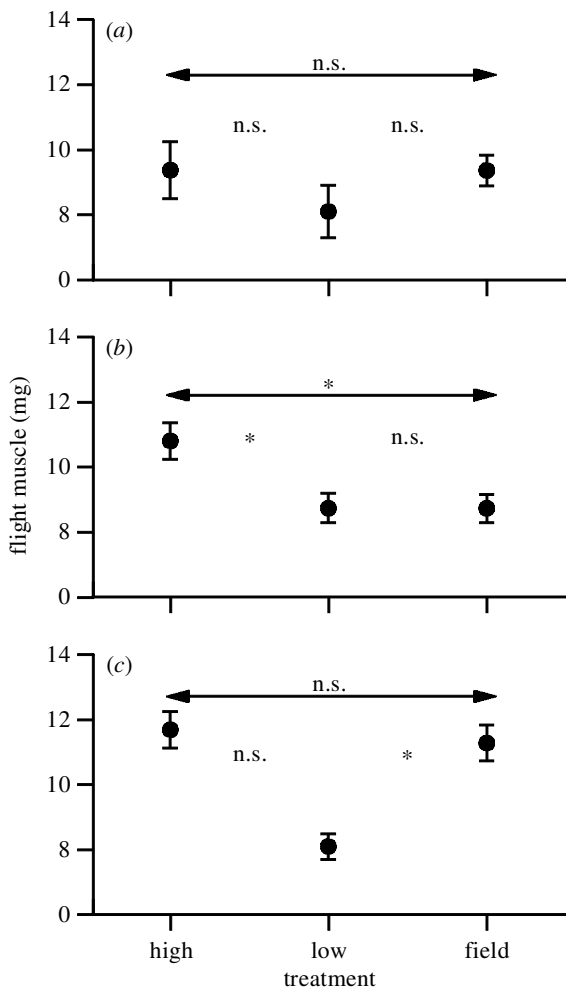 (a)
14
n.s.
12
n.s. n.s.
10
8
0
(b)
14
*
12
* n.s.
10
8
0
flight muscle (mg)
(c)
14
n.s.
12
n.s. *
10
8
0
high low field
treatment